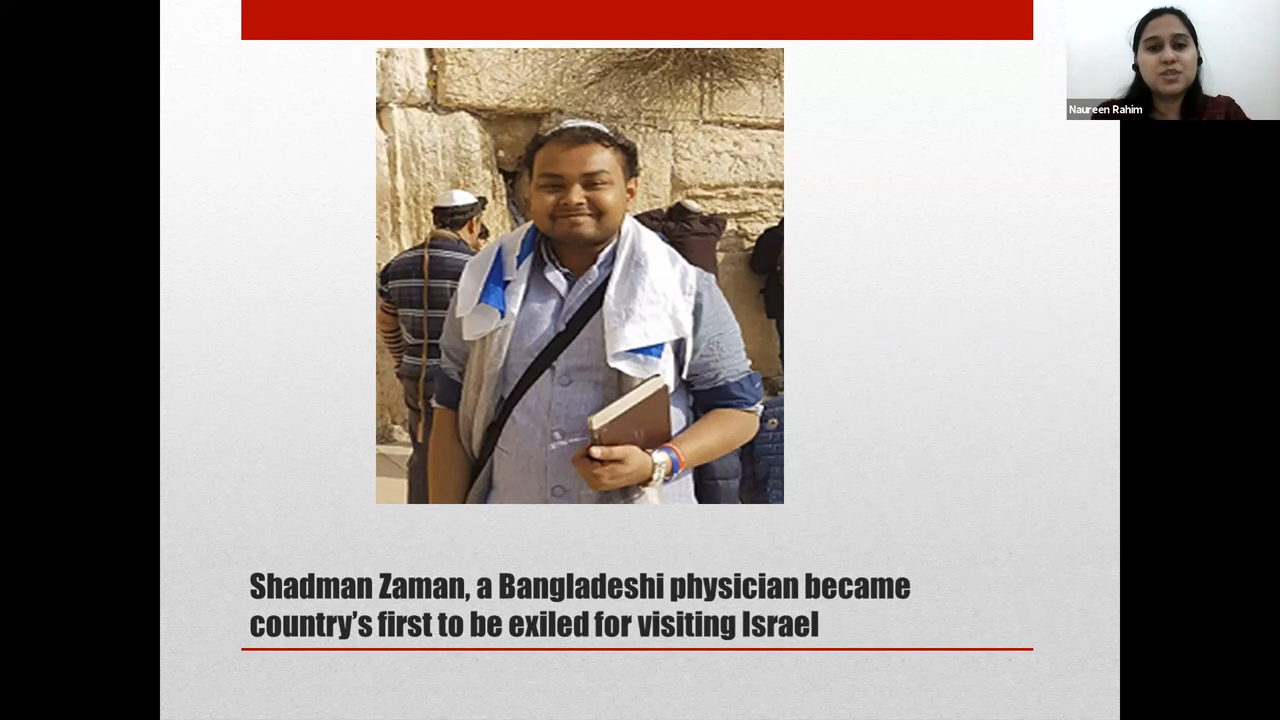 Naureen Rahim
Shadman Zaman, a Bangladeshi physician became
country's first to be exiled for visiting Israel